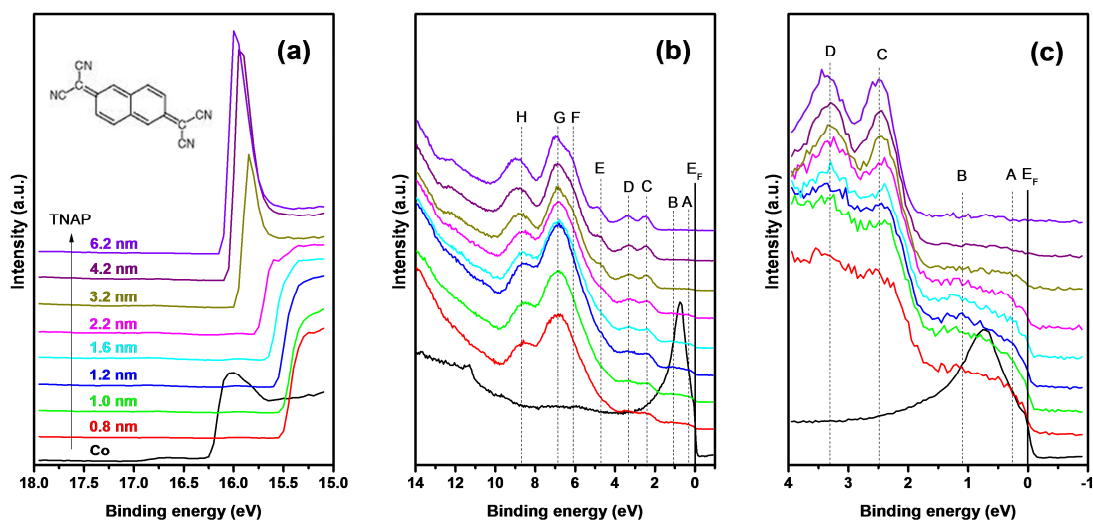 (a)
CN
CN
NC
CN
CN
TNAP
6.2 nm
4.2 nm
3.2 nm
2.2 nm
1.6 nm
1.2 nm
1.0 nm
0.8 nm
Co
Intensity (a.u.)
18.0 17.5 17.0 16.5 16.0 15.5 15.0
Binding energy (eV)
(b)
H G F E D C B A EF
Intensity (a.u.)
14 12 10 8 6 4 2 0
Binding energy (eV)
(c)
D C B A EF
Intensity (a.u.)
4 3 2 1 0 -1
Binding energy (eV)